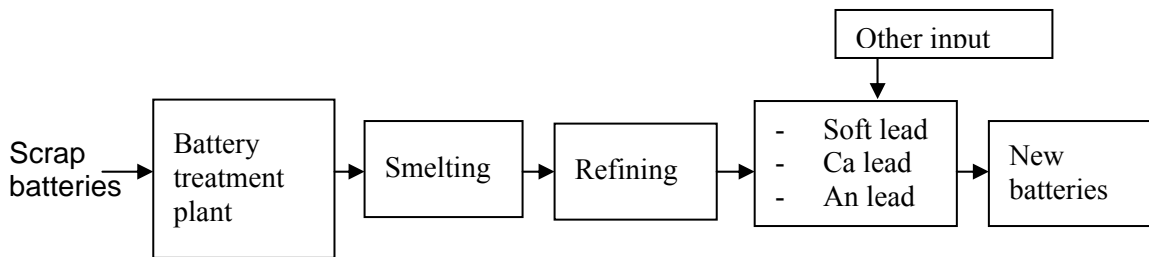 Other input
Scrap
batteries
Battery
treatment
plant
Smelting
Refining
- Soft lead
- Ca lead
- An lead
New
batteries